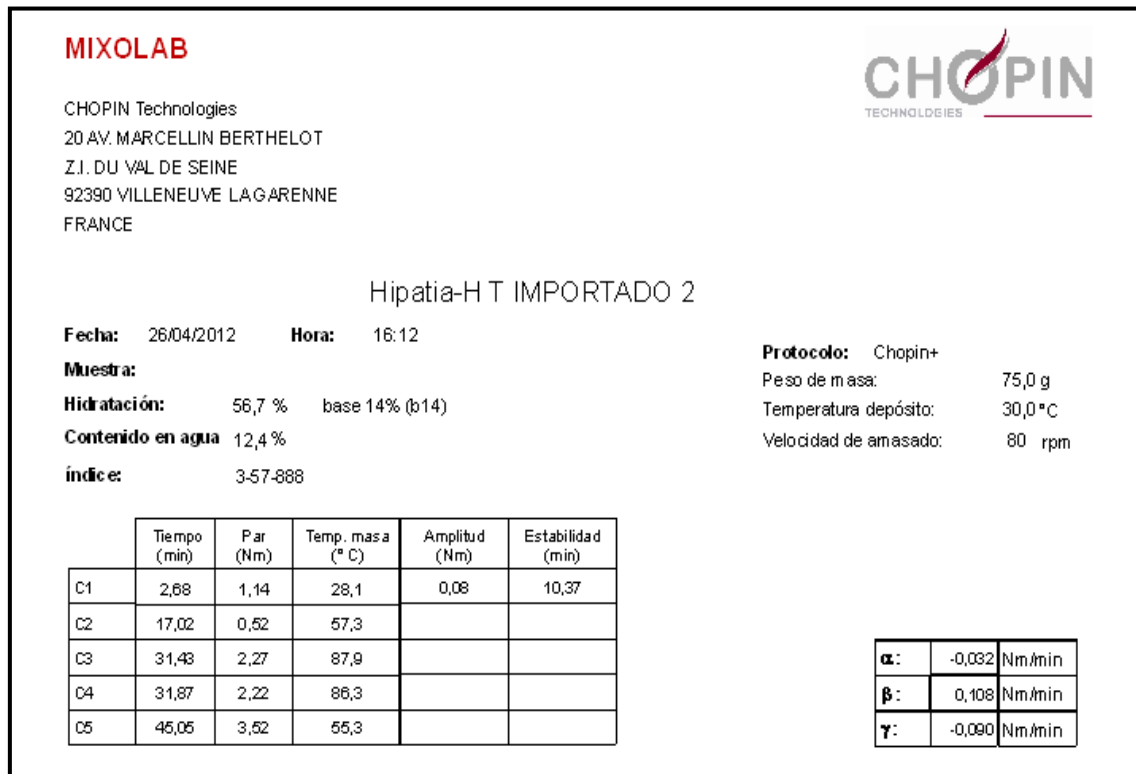 MIXOLAB
CHOPIN
TECHNOLOGIES
CHOPIN Technologies
20 AV. MARCELLIN BERTHELOT
Z.I. DU VAL DE SEINE
92390 VILLENEUVE LAGARENNE
FRANCE
Hipatia-H T IMPORTADO 2
Fecha: 26/04/2012 Hora: 16:12
Muestra:
Hidratación: 56,7 % base 14% (b14)
Contenido en agua 12,4 %
índice: 3-57-888
Protocolo: Chopin+
Peso de masa: 75,0 g
Temperatura depósito: 30,0 °C
Velocidad de amasado: 80 rpm
Tiempo (min) Par (Nm) Temp. masa (° C) Amplitud (Nm) Estabilidad (min)
C1 2,68 1,14 28,1 0,08 10,37
C2 17,02 0,52 57,3
C3 31,43 2,27 87,9
C4 31,87 2,22 86,3
C5 45,05 3,52 55,3
α: -0,032 Nm/min
β: 0,108 Nm/min
γ: -0,090 Nm/min